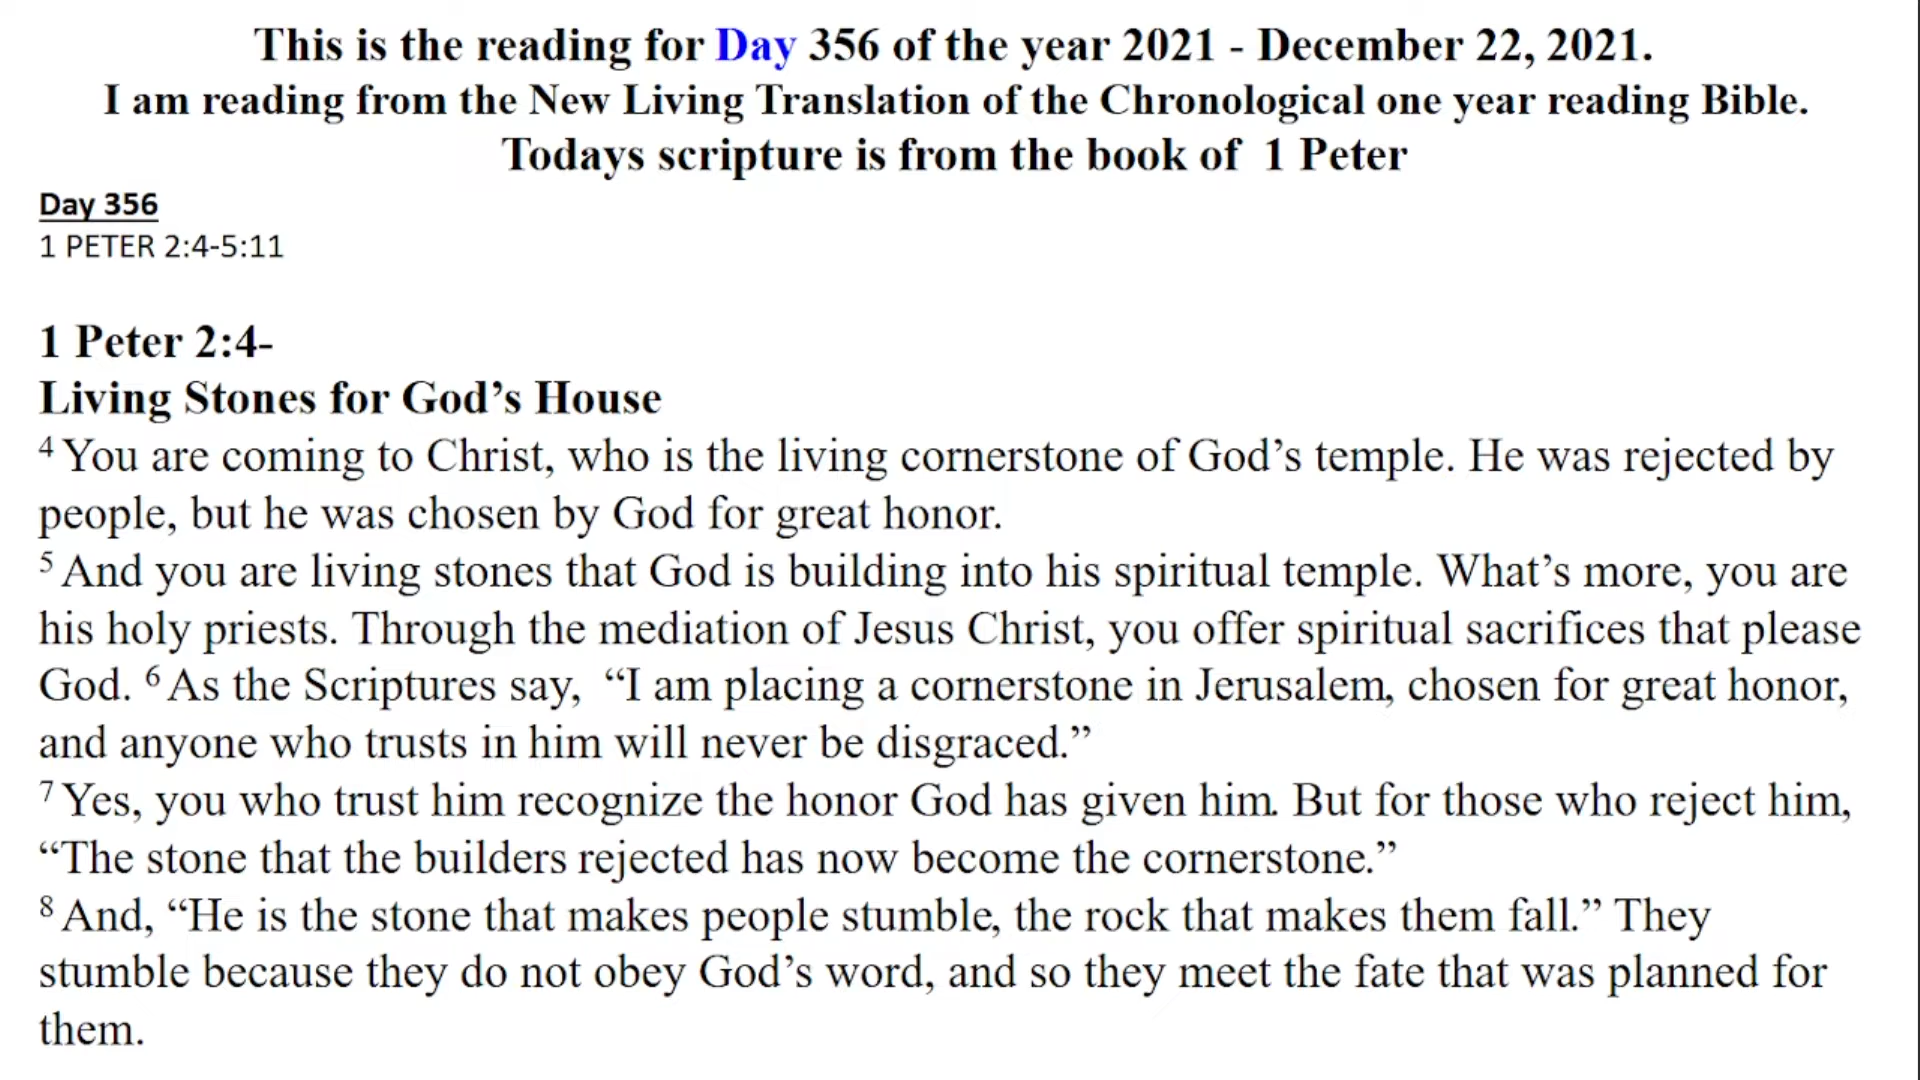 This is the reading for Day 356 of the year 2021 - December 22, 2021.
I am reading from the New Living Translation of the Chronological one year reading Bible.
Todays scripture is from the book of  1 Peter
Day 356
1 PETER 2:4-5:11
1 Peter 2:4-
Living Stones for God’s House
⁴ You are coming to Christ, who is the living cornerstone of God’s temple. He was rejected by
people, but he was chosen by God for great honor.
⁵ And you are living stones that God is building into his spiritual temple. What’s more, you are
his holy priests. Through the mediation of Jesus Christ, you offer spiritual sacrifices that please
God. ⁶ As the Scriptures say,  “I am placing a cornerstone in Jerusalem, chosen for great honor,
and anyone who trusts in him will never be disgraced.”
⁷ Yes, you who trust him recognize the honor God has given him. But for those who reject him,
“The stone that the builders rejected has now become the cornerstone.”
⁸ And, “He is the stone that makes people stumble, the rock that makes them fall.” They
stumble because they do not obey God’s word, and so they meet the fate that was planned for
them.